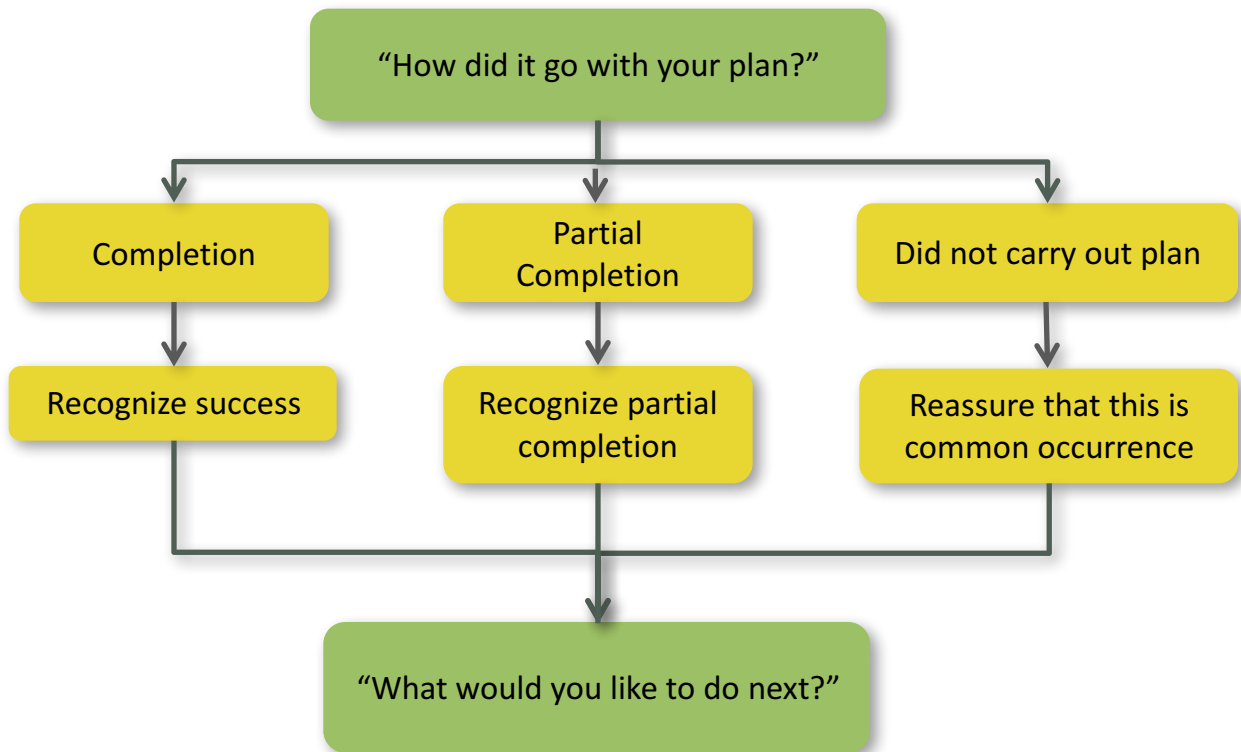 “How did it go with your plan?”
Completion
Partial
Completion
Did not carry out plan
Recognize success
Recognize partial
completion
Reassure that this is
common occurrence
“What would you like to do next?”